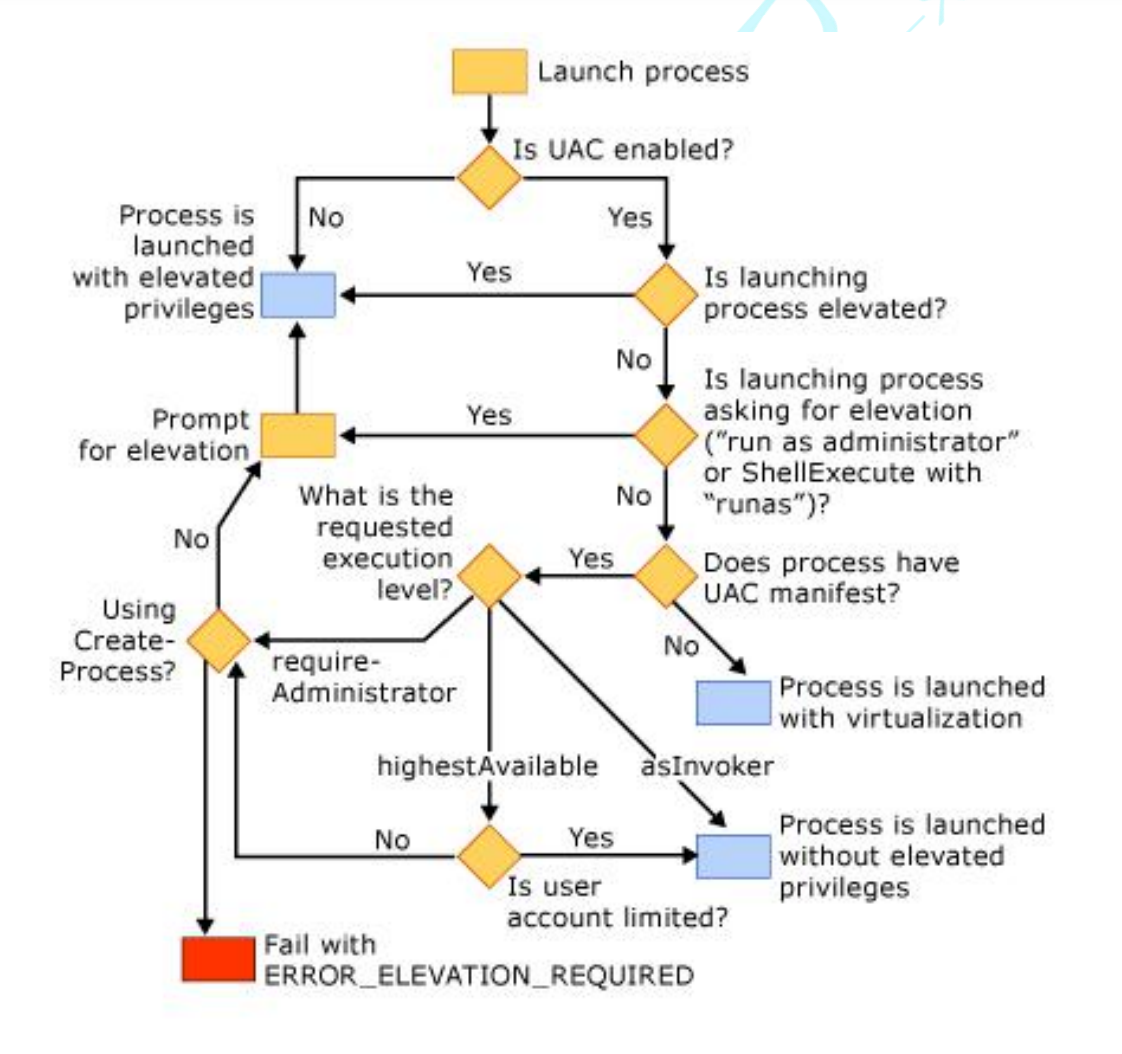 Launch process
Is UAC enabled?
No
Yes
Process is
launched
with elevated
privileges
Yes
Is launching
process elevated?
No
Is launching process
asking for elevation
(”run as administrator”
or ShellExecute with
“runas”)?
Yes
Prompt
for elevation
No
What is the
requested
execution
level?
Yes
Does process have
UAC manifest?
No
No
Using
Create-
Process?
require-
Administrator
Process is launched
with virtualization
highestAvailable
asInvoker
No
Yes
Is user
account limited?
Process is launched
without elevated
privileges
Fail with
ERROR_ELEVATION_REQUIRED